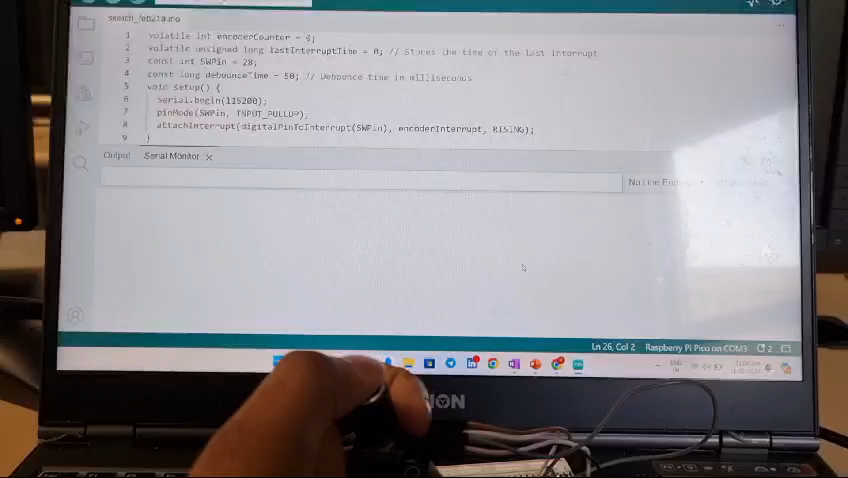 sketch_feb21a.ino
1 volatile int encoderCounter = 0;
2 volatile unsigned long lastInterruptTime = 0; // Stores the time of the last interrupt
3 const int SWPin = 28;
4 const long debounceTime = 50; // Debounce time in milliseconds
5 void setup() {
6 Serial.begin(115200);
7 pinMode(SWPin, INPUT_PULLUP);
8 attachInterrupt(digitalPinToInterrupt(SWPin), encoderInterrupt, RISING);
9 }
Output Serial Monitor ×
No Line Ending
Ln 26, Col 2 Raspberry Pi Pico on COM3 2
ENG
IN
ION